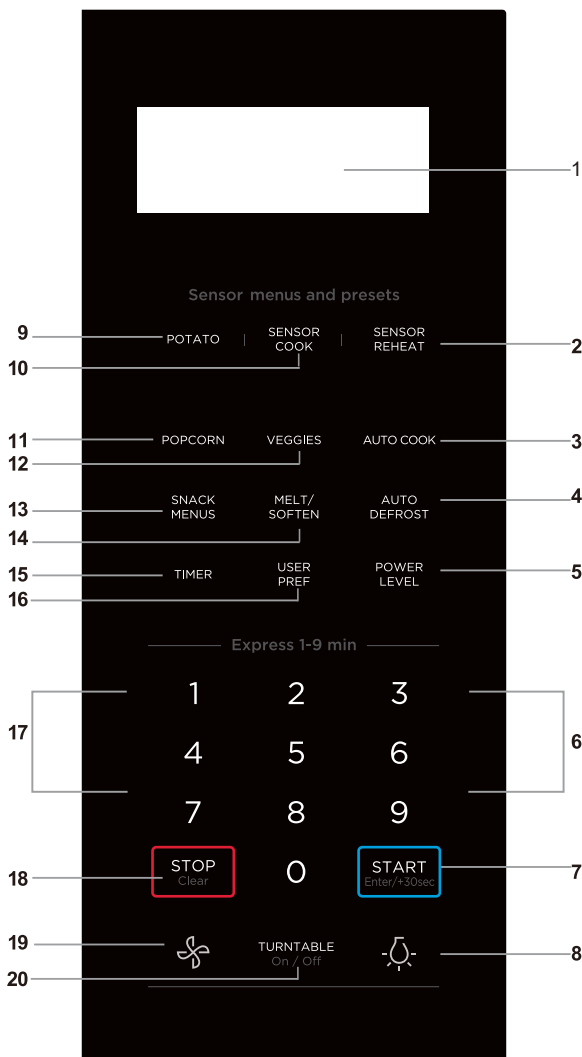 1
Sensor menus and presets
9 POTATO | SENSOR COOK | SENSOR REHEAT 2
10
11 POPCORN VEGGIES AUTO COOK 3
12
13 SNACK MENUS MELT/ SOFTEN AUTO DEFROST 4
14
15 TIMER USER PREF POWER LEVEL 5
16
Express 1-9 min
1 2 3
17 4 5 6 6
7 8 9
18 STOP Clear 0 START Enter/+30sec 7
19 TURNTABLE On / Off 8
20